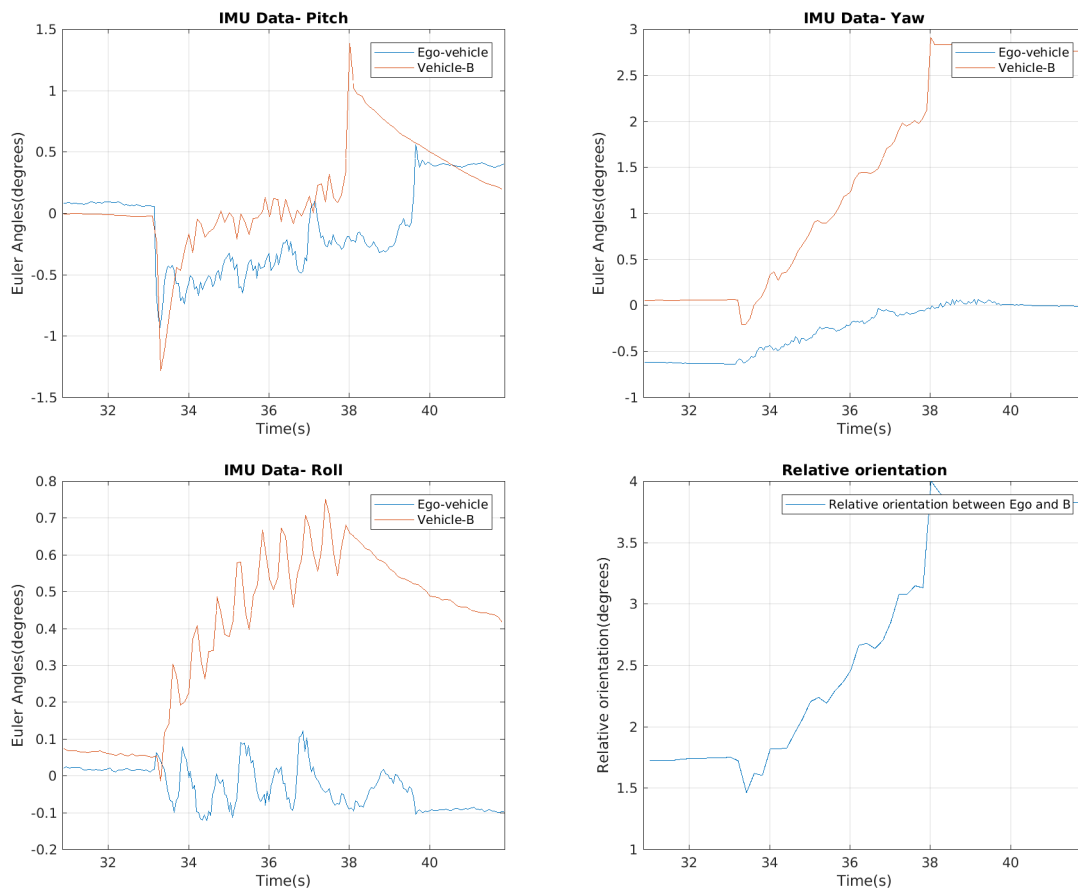 IMU Data- Pitch
1.5
1
0.5
0
-0.5
-1
-1.5
Euler Angles(degrees)
Ego-vehicle
Vehicle-B
32 34 36 38 40
Time(s)
IMU Data- Yaw
3
2.5
2
1.5
1
0.5
0
-0.5
-1
Euler Angles(degrees)
Ego-vehicle
Vehicle-B
32 34 36 38 40
Time(s)
IMU Data- Roll
0.8
0.7
0.6
0.5
0.4
0.3
0.2
0.1
0
-0.1
-0.2
Euler Angles(degrees)
Ego-vehicle
Vehicle-B
32 34 36 38 40
Time(s)
Relative orientation
4
3.5
3
2.5
2
1.5
1
Relative orientation(degrees)
Relative orientation between Ego and B
32 34 36 38 40
Time(s)